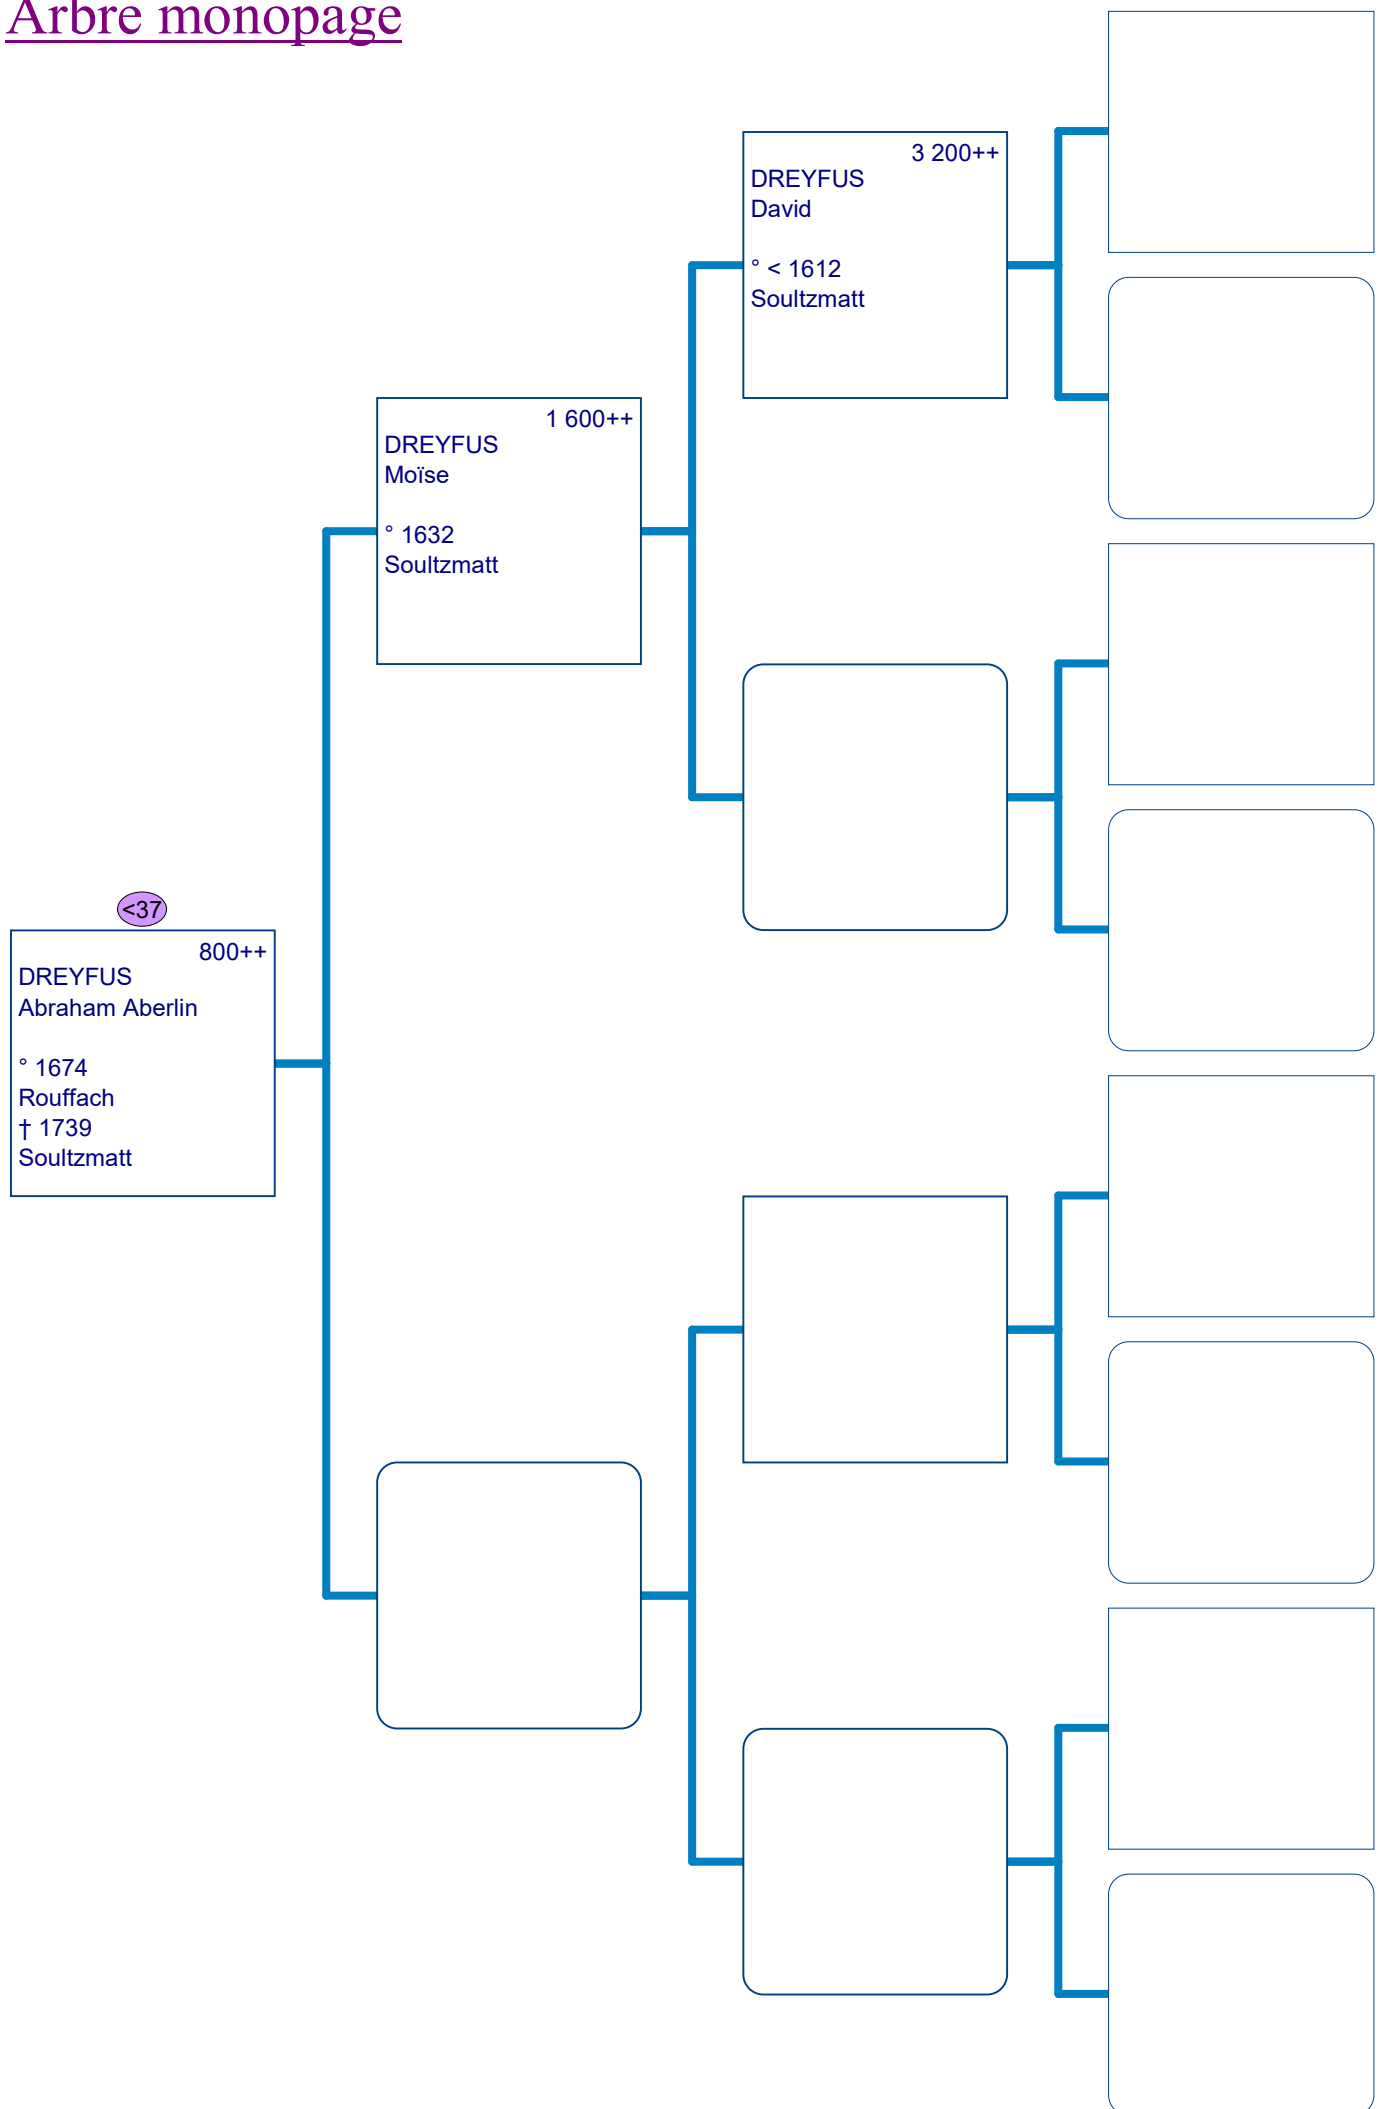 Arbre monopage
3 200++
DREYFUS
David
° < 1612
Soultzmatt
1 600++
DREYFUS
Moïse
° 1632
Soultzmatt
<37
800++
DREYFUS
Abraham Aberlin
° 1674
Rouffach
† 1739
Soultzmatt